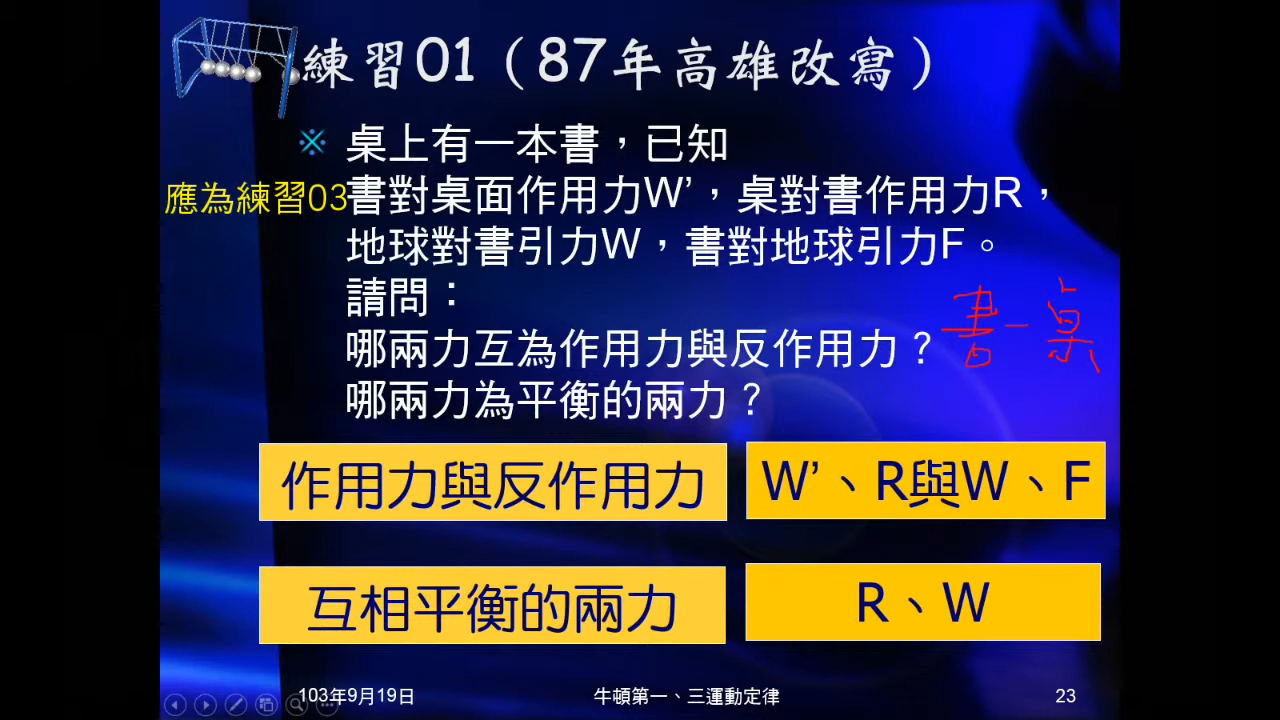 練習01（87年高雄改寫）
※ 桌上有一本書，已知
應為練習03
書對桌面作用力W’，桌對書作用力R，
地球對書引力W，書對地球引力F。
請問：
哪兩力互為作用力與反作用力？
書－桌
哪兩力為平衡的兩力？
作用力與反作用力
W’、R與W、F
互相平衡的兩力
R、W
103年9月19日
牛頓第一、三運動定律
23